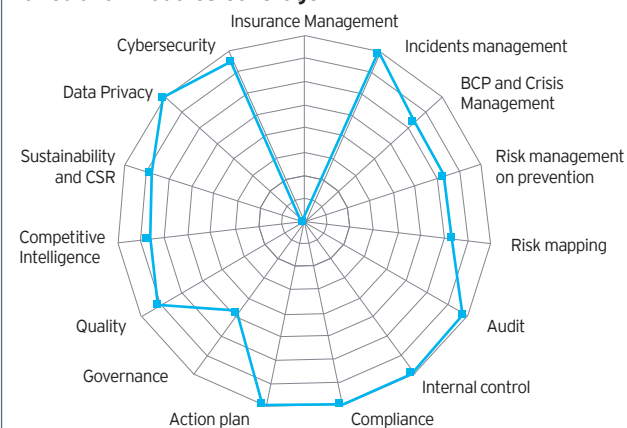 Insurance Management
Incidents management
BCP and Crisis
Management
Risk management
on prevention
Risk mapping
Audit
Internal control
Compliance
Action plan
Governance
Quality
Competitive
Intelligence
Sustainability
and CSR
Data Privacy
Cybersecurity